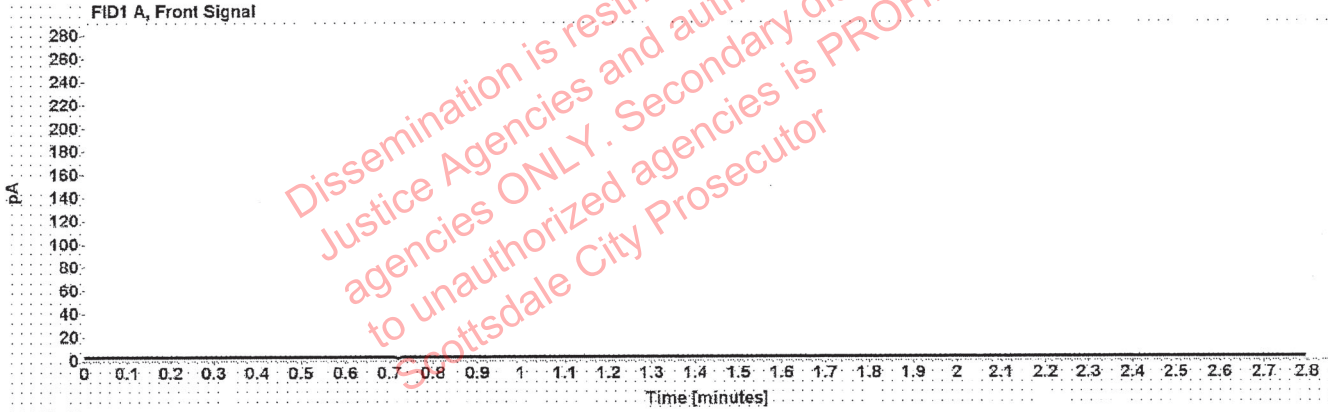 FID1 A, Front Signal
280
260
240
220
200
180
160
140
120
100
80
60
40
20
0
pA
0 0.1 0.2 0.3 0.4 0.5 0.6 0.7 0.8 0.9 1 1.1 1.2 1.3 1.4 1.5 1.6 1.7 1.8 1.9 2 2.1 2.2 2.3 2.4 2.5 2.6 2.7 2.8
Time [minutes]
Dissemination is
Justice Agencies and
agencies ONLY. Secondary
to unauthorized agencies is
Scottsdale City Prosecutor